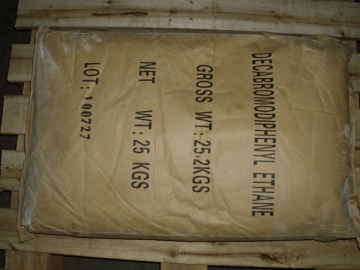 DECABROMODIPHENYL ETHANE
GROSS WT:25.2KGS
NET WT:25 KGS
LOT:100727